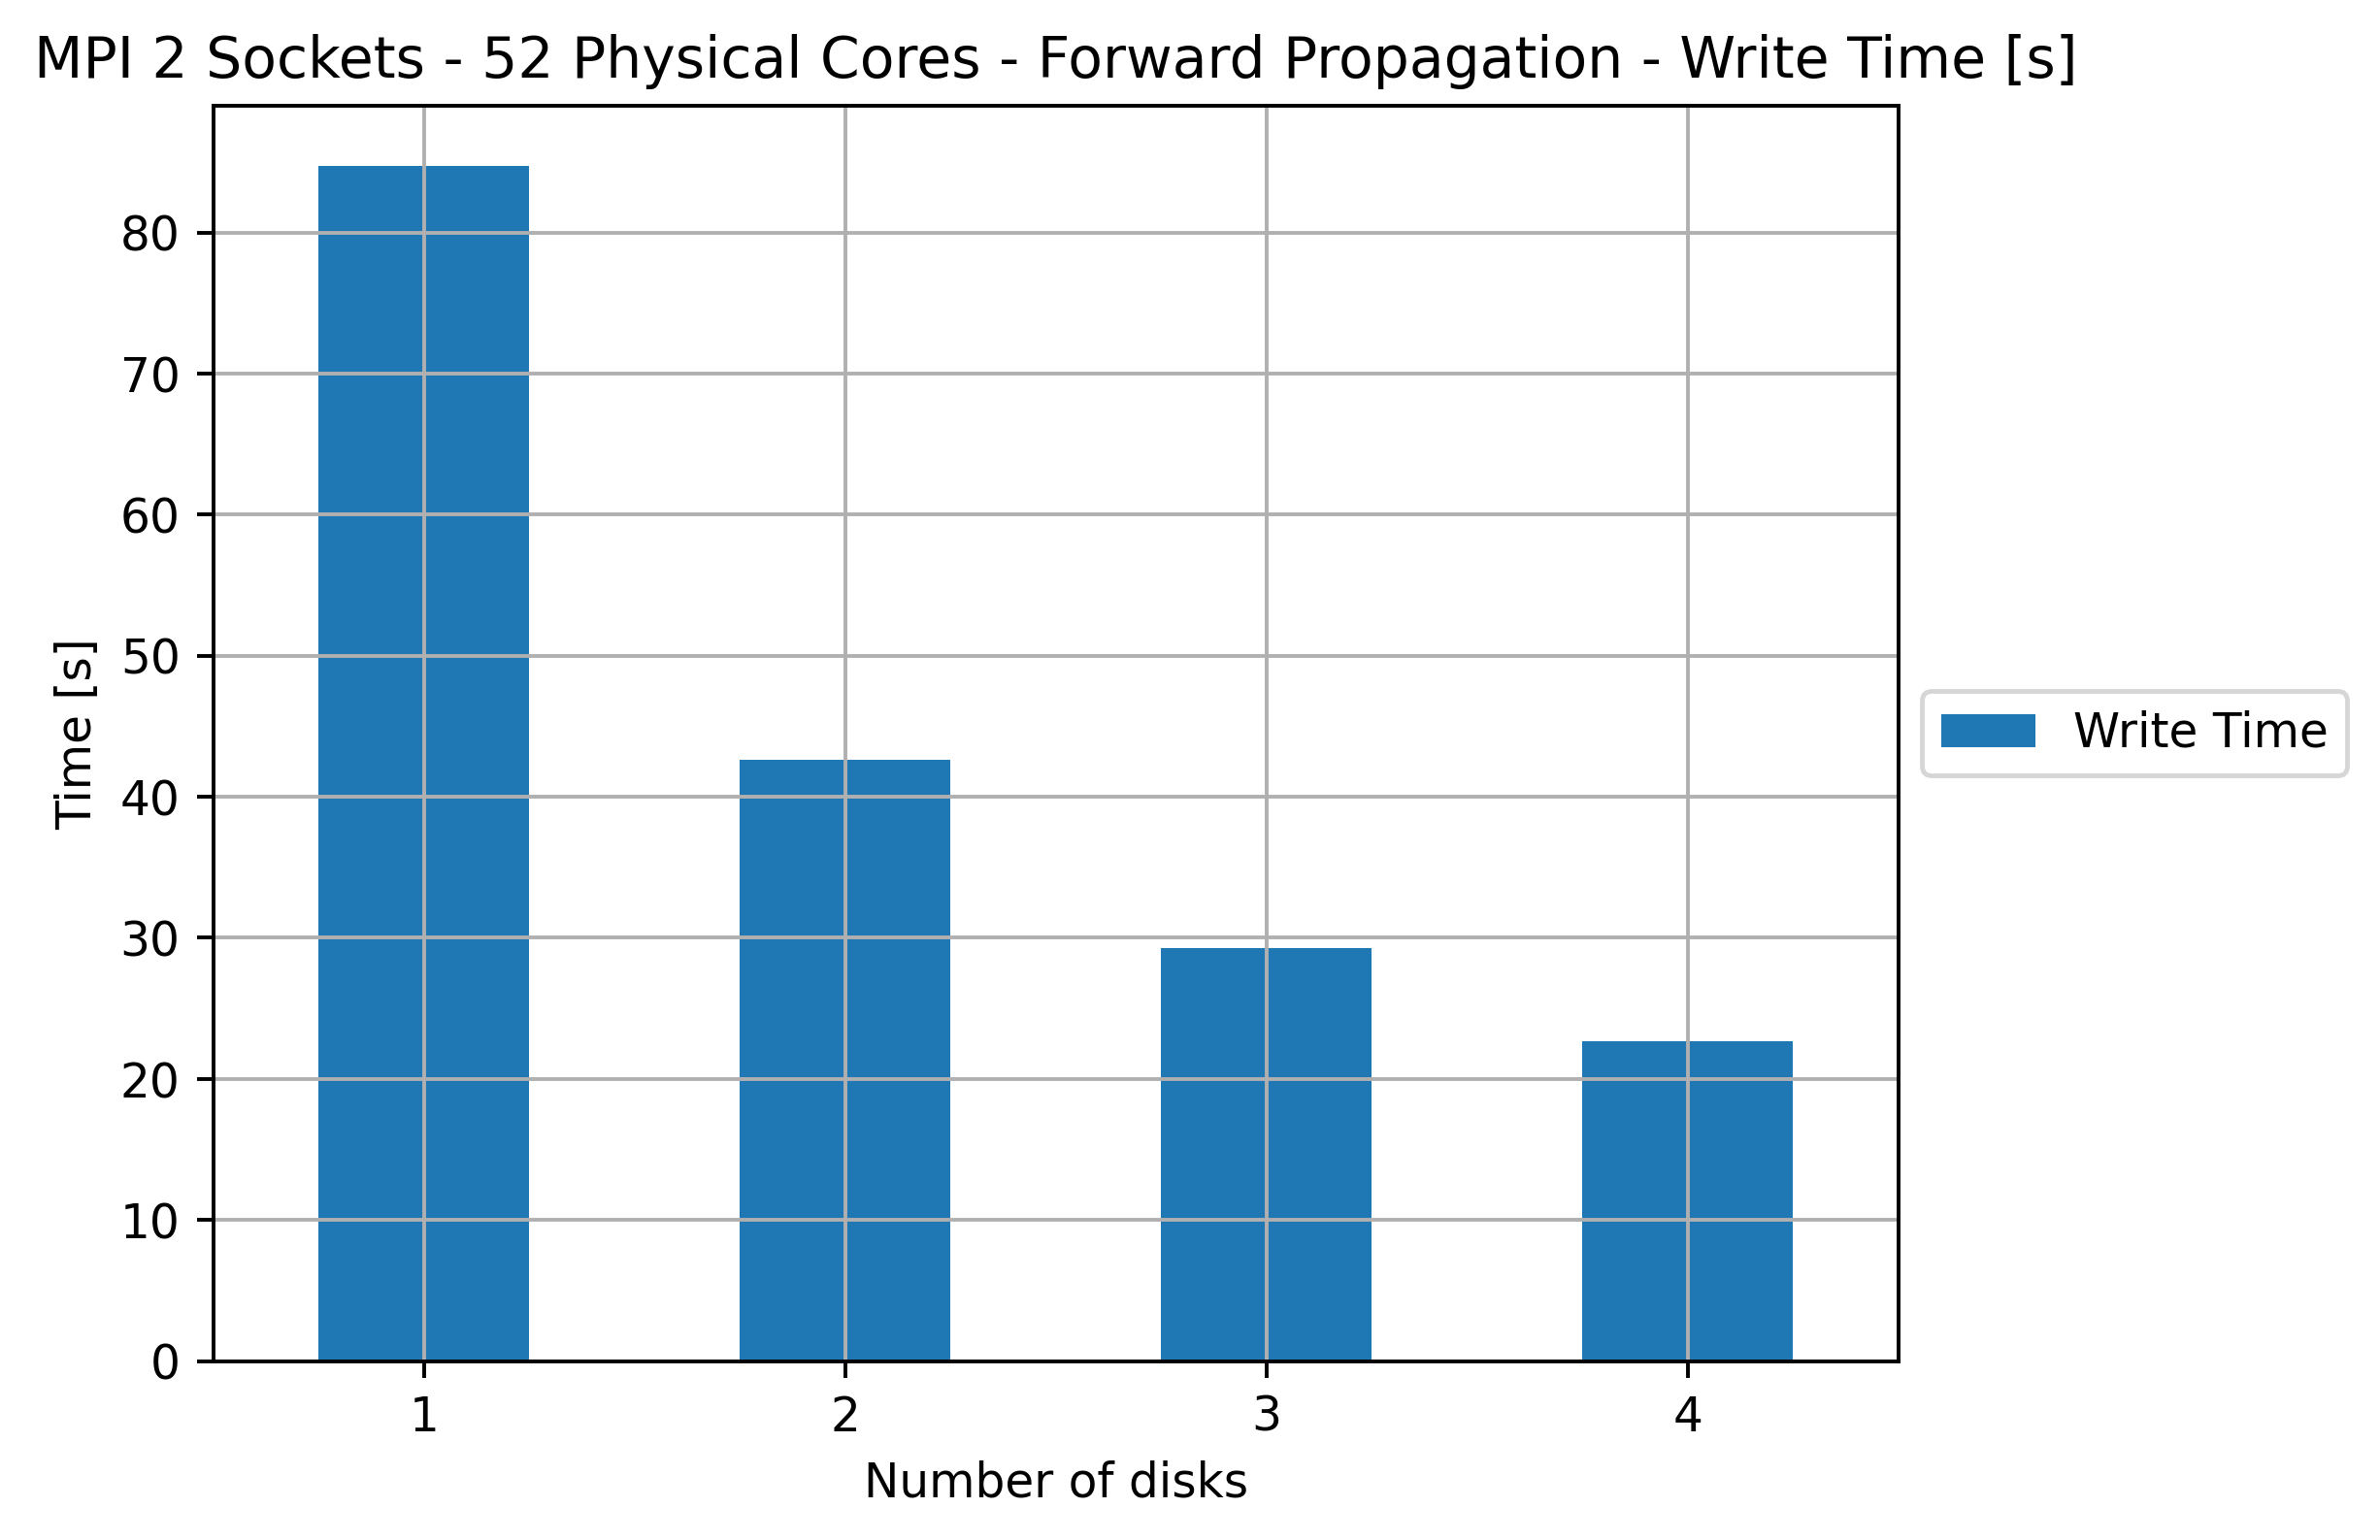 MPI 2 Sockets - 52 Physical Cores - Forward Propagation - Write Time [s]
80
70
60
50
40
30
20
10
0
Time [s]
Write Time
1 2 3 4
Number of disks